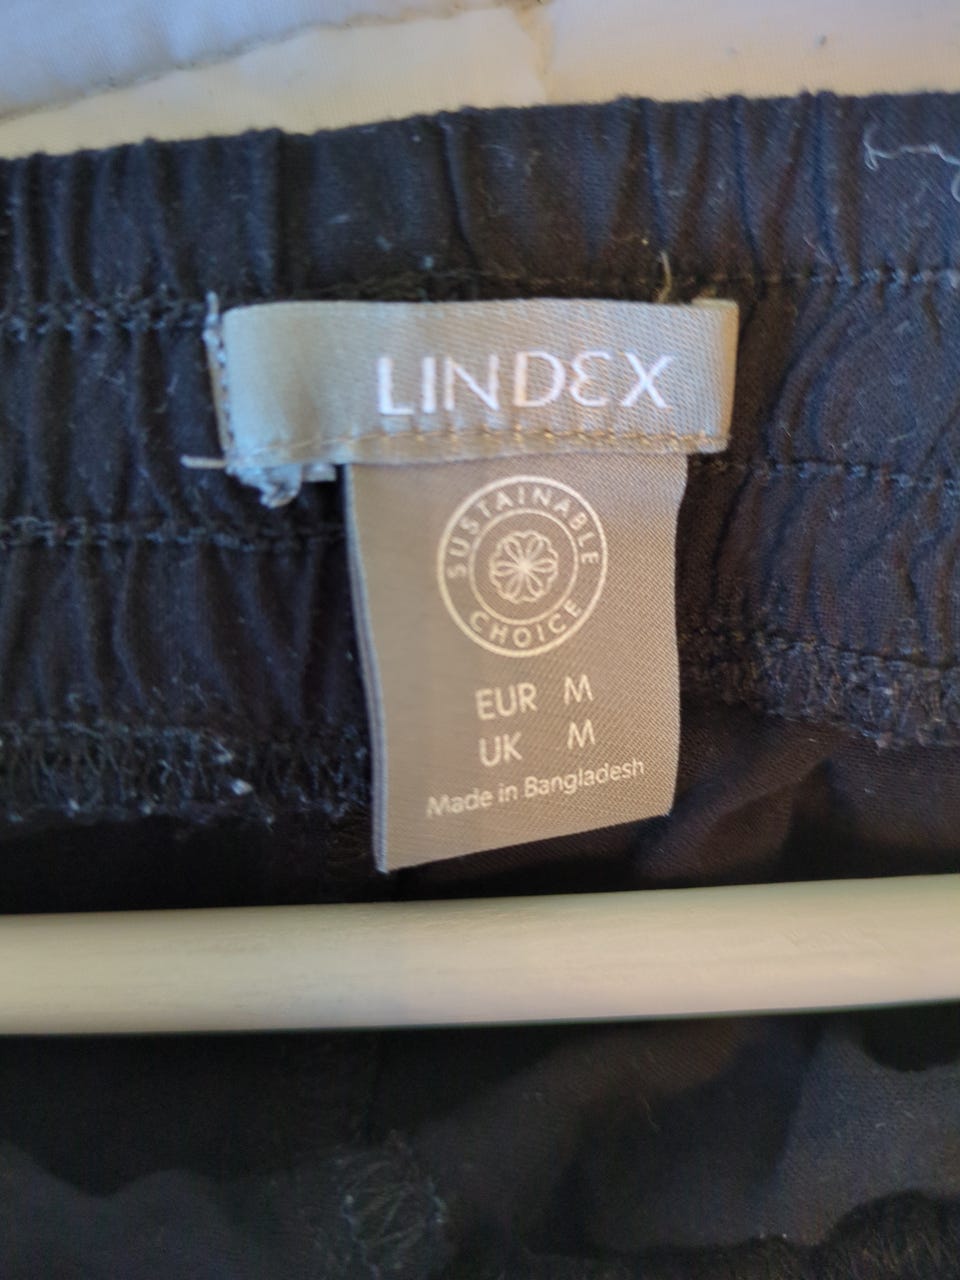 LINDEX
SUSTAINABLE
CHOICE
EUR M
UK M
Made in Bangladesh